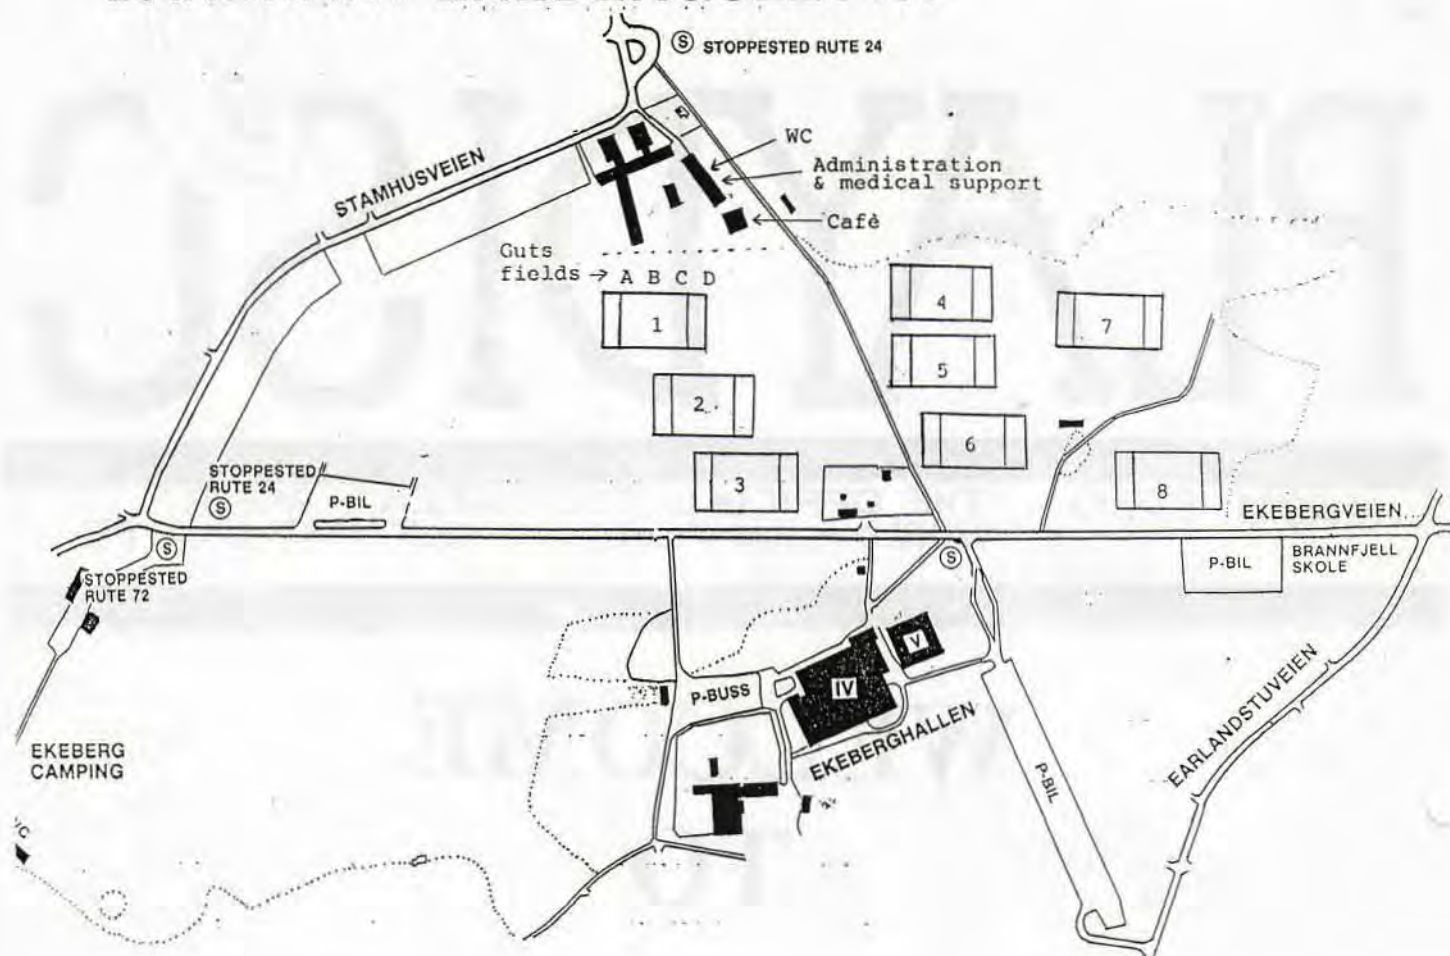 Ⓢ STOPPESTED RUTE 24
WC
Administration
& medical support
Cafè
STAMHUSVEIEN
Guts
fields → A B C D
1
2
3
4
5
6
7
8
STOPPESTED
RUTE 24
Ⓢ
P-BIL
EKEBERGVEIEN
Ⓢ
STOPPESTED
RUTE 72
Ⓢ
P-BIL
BRANNFJELL
SKOLE
V
IV
P-BUSS
EKEBERGHALLEN
P-BIL
EARLANDSTUVEIEN
EKEBERG
CAMPING